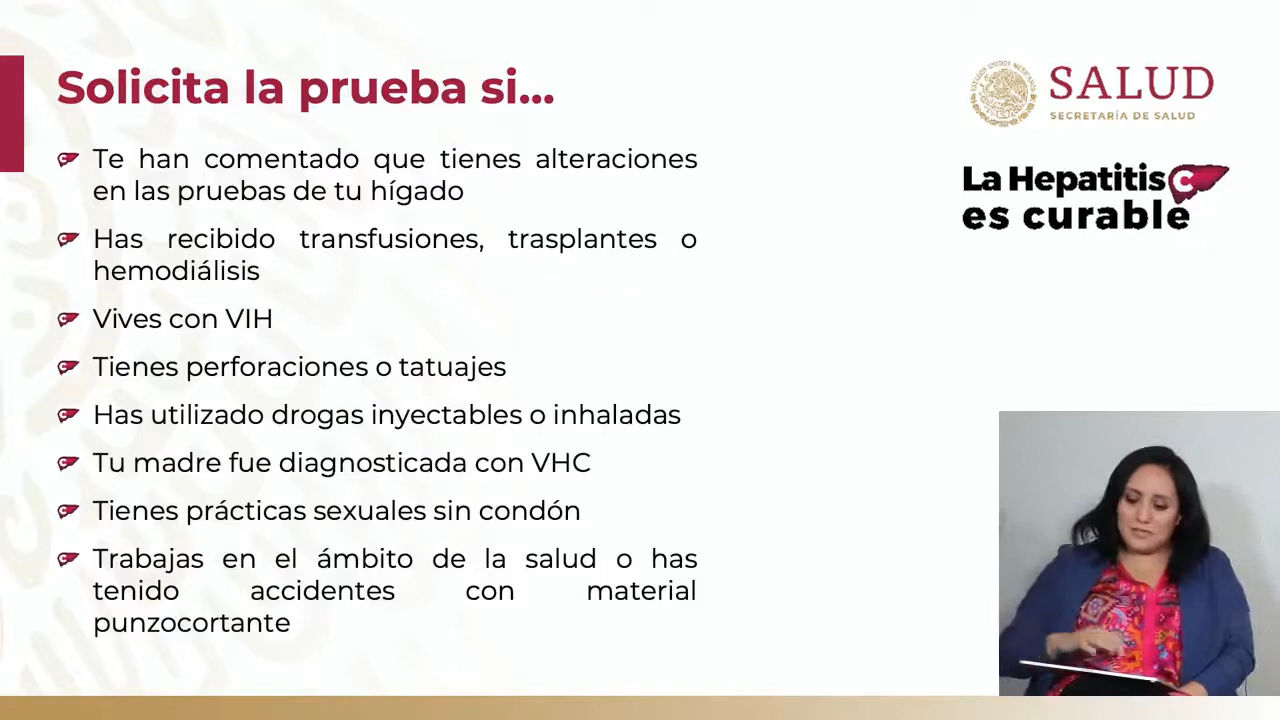 Solicita la prueba si...
Te han comentado que tienes alteraciones
en las pruebas de tu hígado
Has recibido transfusiones, trasplantes o
hemodiálisis
Vives con VIH
Tienes perforaciones o tatuajes
Has utilizado drogas inyectables o inhaladas
Tu madre fue diagnosticada con VHC
Tienes prácticas sexuales sin condón
Trabajas en el ámbito de la salud o has
tenido accidentes con material
punzocortante
SALUD
SECRETARÍA DE SALUD
La Hepatitis C
es curable